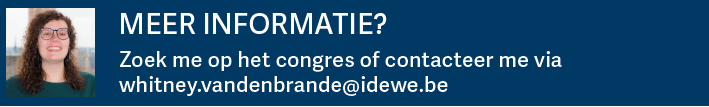 MEER INFORMATIE?
Zoek me op het congres of contacteer me via
whitney.vandenbrande@idewe.be